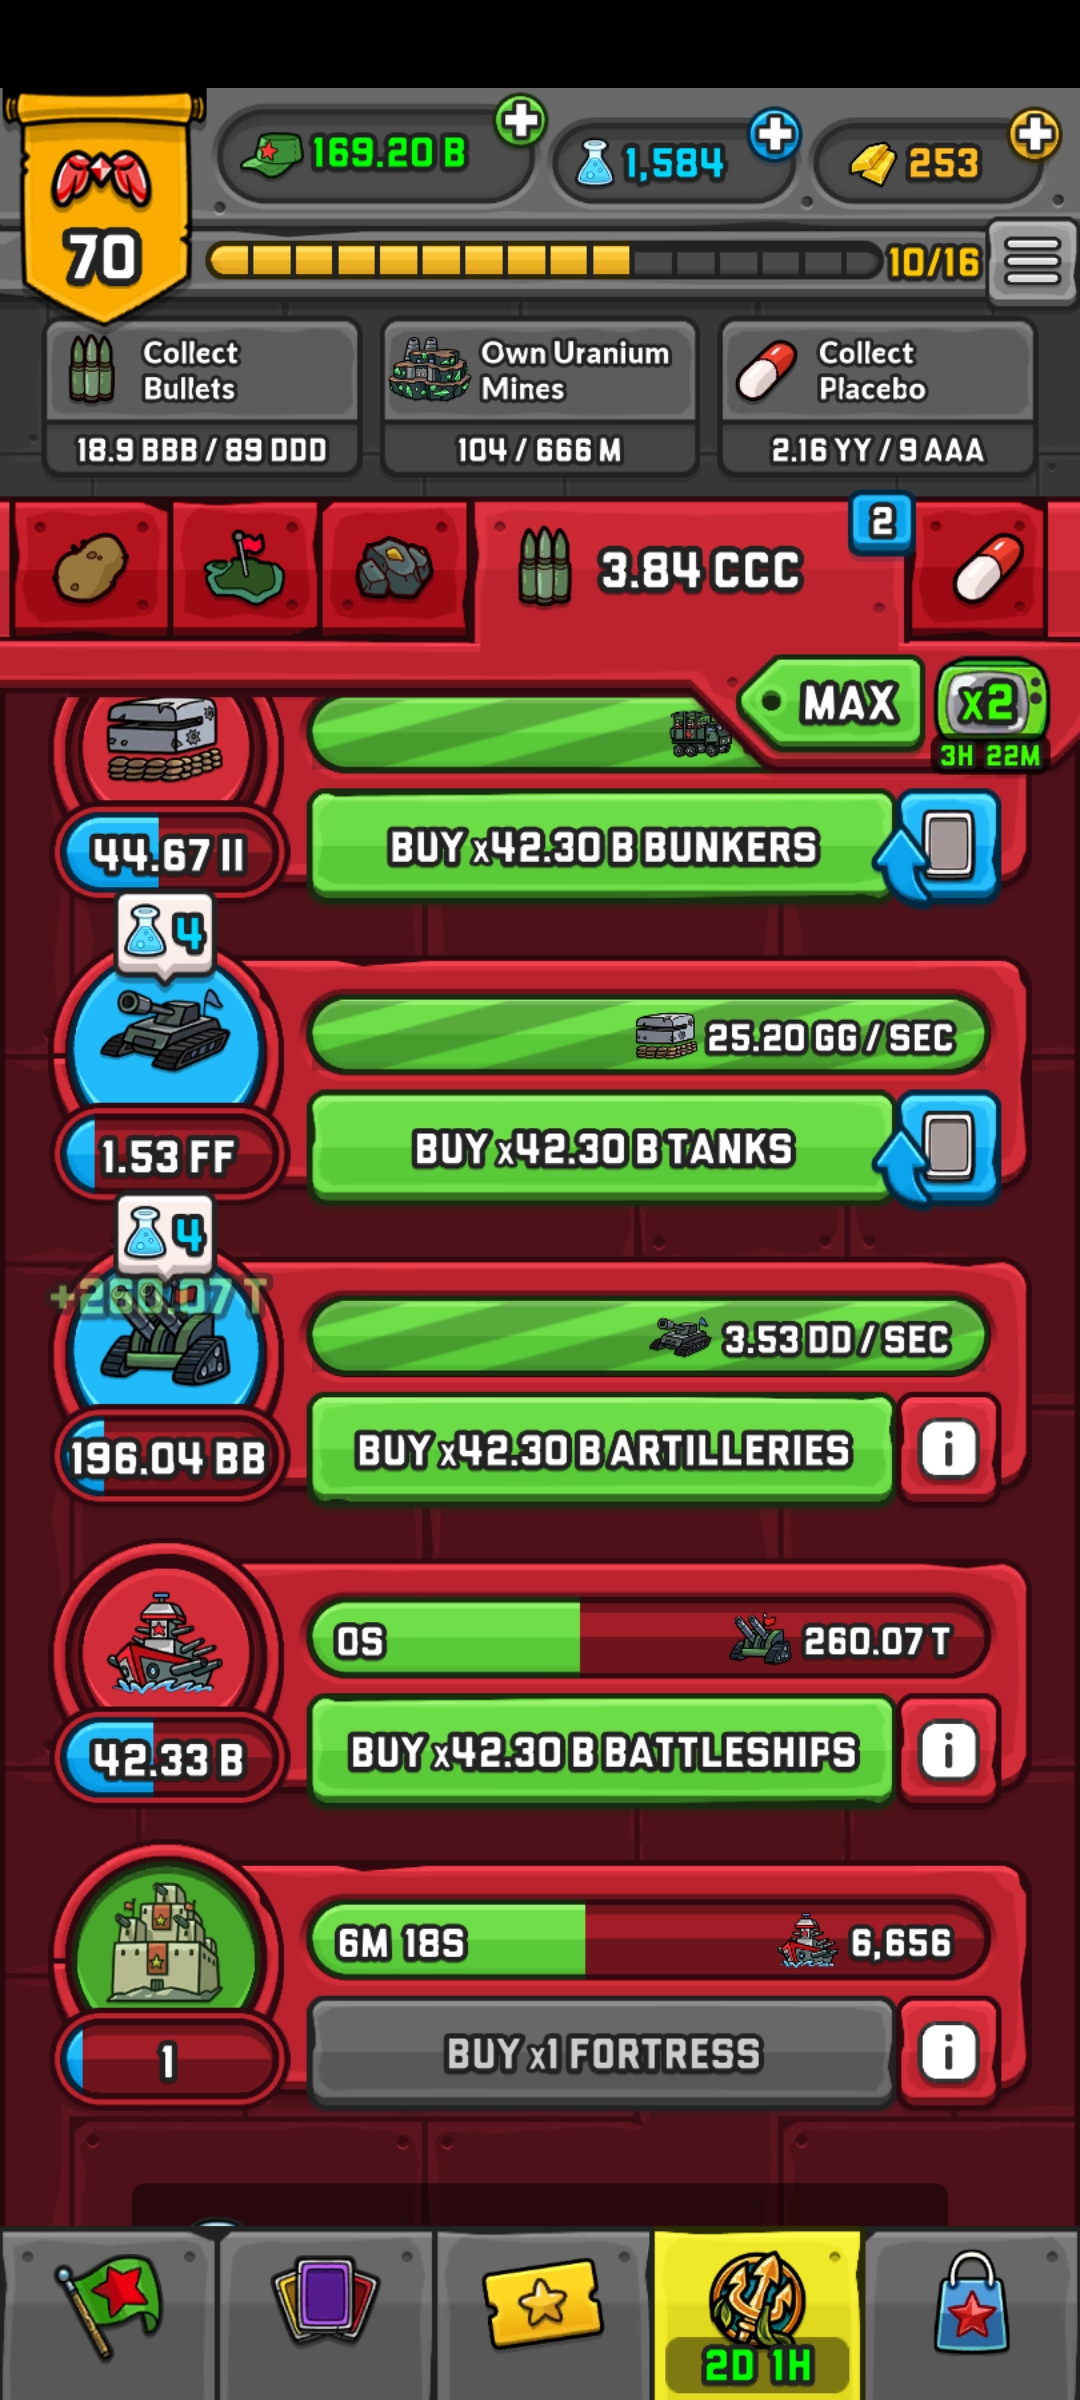 169.20 B
1,584
253
70
10/16
Collect
Bullets
18.9 BBB / 89 DDD
Own Uranium
Mines
104 / 666 M
Collect
Placebo
2.16 YY / 9 AAA
3.84 CCC
2
MAX
x2
3H 22M
44.67 II
BUY x42.30 B BUNKERS
4
25.20 GG / SEC
1.53 FF
BUY x42.30 B TANKS
4
+260.07 T
3.53 DD / SEC
196.04 BB
BUY x42.30 B ARTILLERIES
i
0S
260.07 T
42.33 B
BUY x42.30 B BATTLESHIPS
i
6M 18S
6,656
1
BUY x1 FORTRESS
i
2D 1H